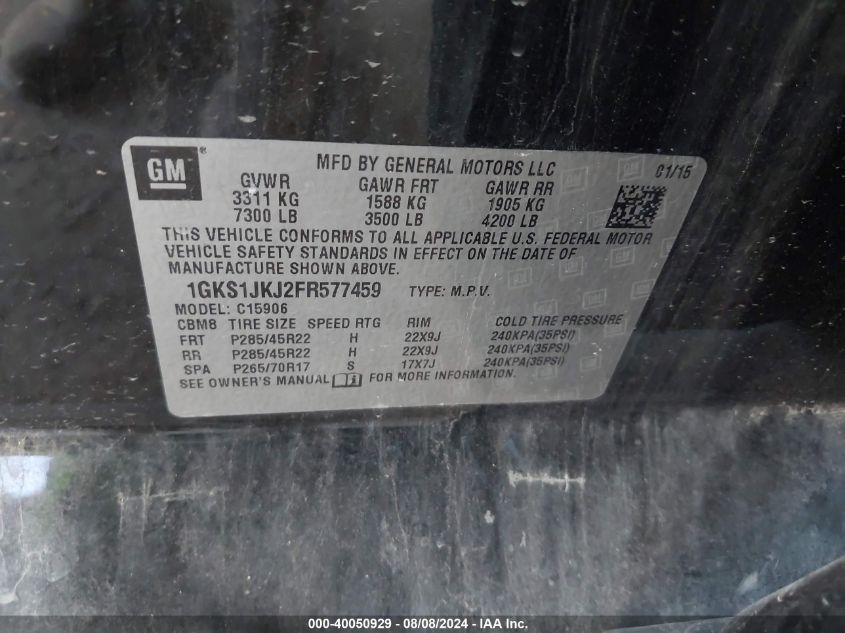 GM®
MFD BY GENERAL MOTORS LLC 01/15
GVWR GAWR FRT GAWR RR
3311 KG 1588 KG 1905 KG
7300 LB 3500 LB 4200 LB
THIS VEHICLE CONFORMS TO ALL APPLICABLE U.S. FEDERAL MOTOR
VEHICLE SAFETY STANDARDS IN EFFECT ON THE DATE OF
MANUFACTURE SHOWN ABOVE.
1GKS1JKJ2FR577459 TYPE: M.P.V.
MODEL: C15906
CBM8 TIRE SIZE SPEED RTG RIM COLD TIRE PRESSURE
FRT P285/45R22 H 22X9J 240KPA(35PSI)
RR P285/45R22 H 22X9J 240KPA(35PSI)
SPA P265/70R17 S 17X7J 240KPA(35PSI)
SEE OWNER'S MANUAL FOR MORE INFORMATION.
000-40050929 - 08/08/2024 - IAS Inc.